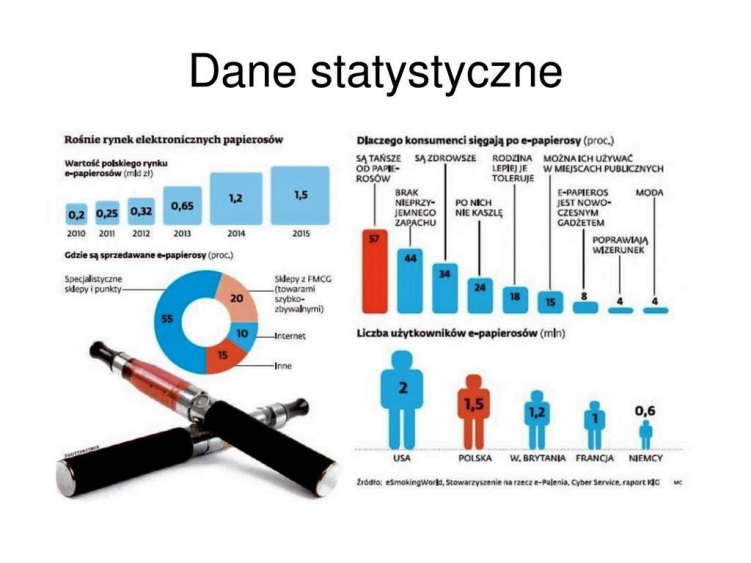 Dane statystyczne
Rośnie rynek elektronicznych papierosów
Wartość polskiego rynku
e-papierosów (mld zł)
0,2 0,25 0,32 0,65 1,2 1,5
2010 2011 2012 2013 2014 2015
Gdzie są sprzedawane e-papierosy (proc.)
Specjalistyczne
sklepy i punkty
Sklepy z FMCG
(towarami
szybko-
zbywalnymi)
Internet
Inne
55
20
10
15
Dlaczego konsumenci sięgają po e-papierosy (proc.)
SĄ TAŃSZE
OD PAPIE-
ROSÓW
57
BRAK
NIEPRZY-
JEMNEGO
ZAPACHU
44
SĄ ZDROWSZE
34
PO NICH
NIE KASZLĘ
24
RODZINA
LEPIEJ JE
TOLERUJE
18
MOŻNA ICH UŻYWAĆ
W MIEJSCACH PUBLICZNYCH
15
E-PAPIEROS
JEST NOWO-
CZESNYM
GADŻETEM
8
POPRAWIAJĄ
WIZERUNEK
4
MODA
4
Liczba użytkowników e-papierosów (mln)
2 1,5 1,2 1 0,6
USA POLSKA W. BRYTANIA FRANCJA NIEMCY
Źródło: eSmokingWorld, Stowarzyszenie na rzecz e-Palenia, Cyber Service, raport KIG MC